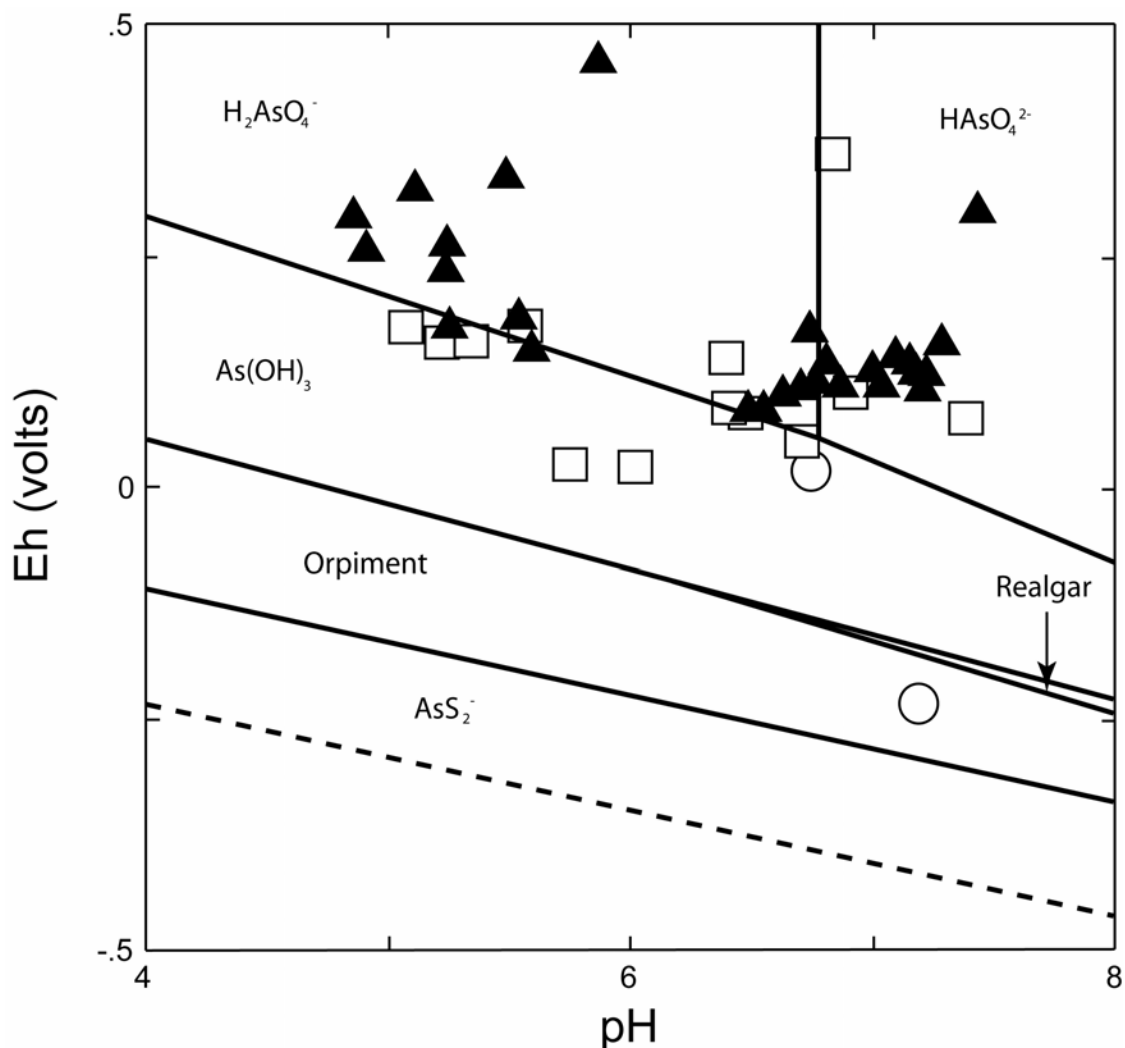 .5
H₂AsO₄⁻
HAsO₄²⁻
As(OH)₃
0
Eh (volts)
Orpiment
Realgar
AsS₂⁻
-.5
4
6
8
pH